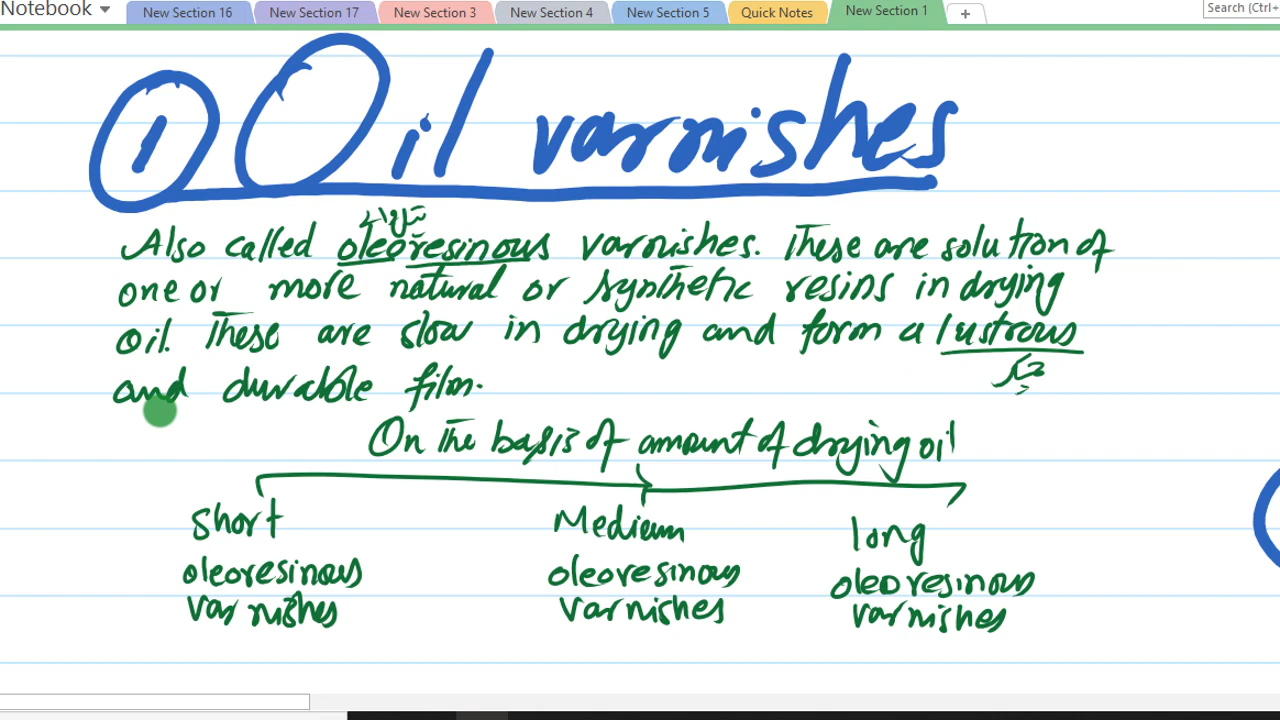 Notebook
New Section 16
New Section 17
New Section 3
New Section 4
New Section 5
Quick Notes
New Section 1
+
Search (Ctrl+
1 Oil varnishes
Also called oleoresinous varnishes. These are solution of
one or more natural or synthetic resins in drying
oil. These are slow in drying and form a lustrous
and durable film.
On the basis of amount of drying oil
Short
oleoresinous
varnishes
Medium
oleoresinous
varnishes
long
oleoresinous
varnishes